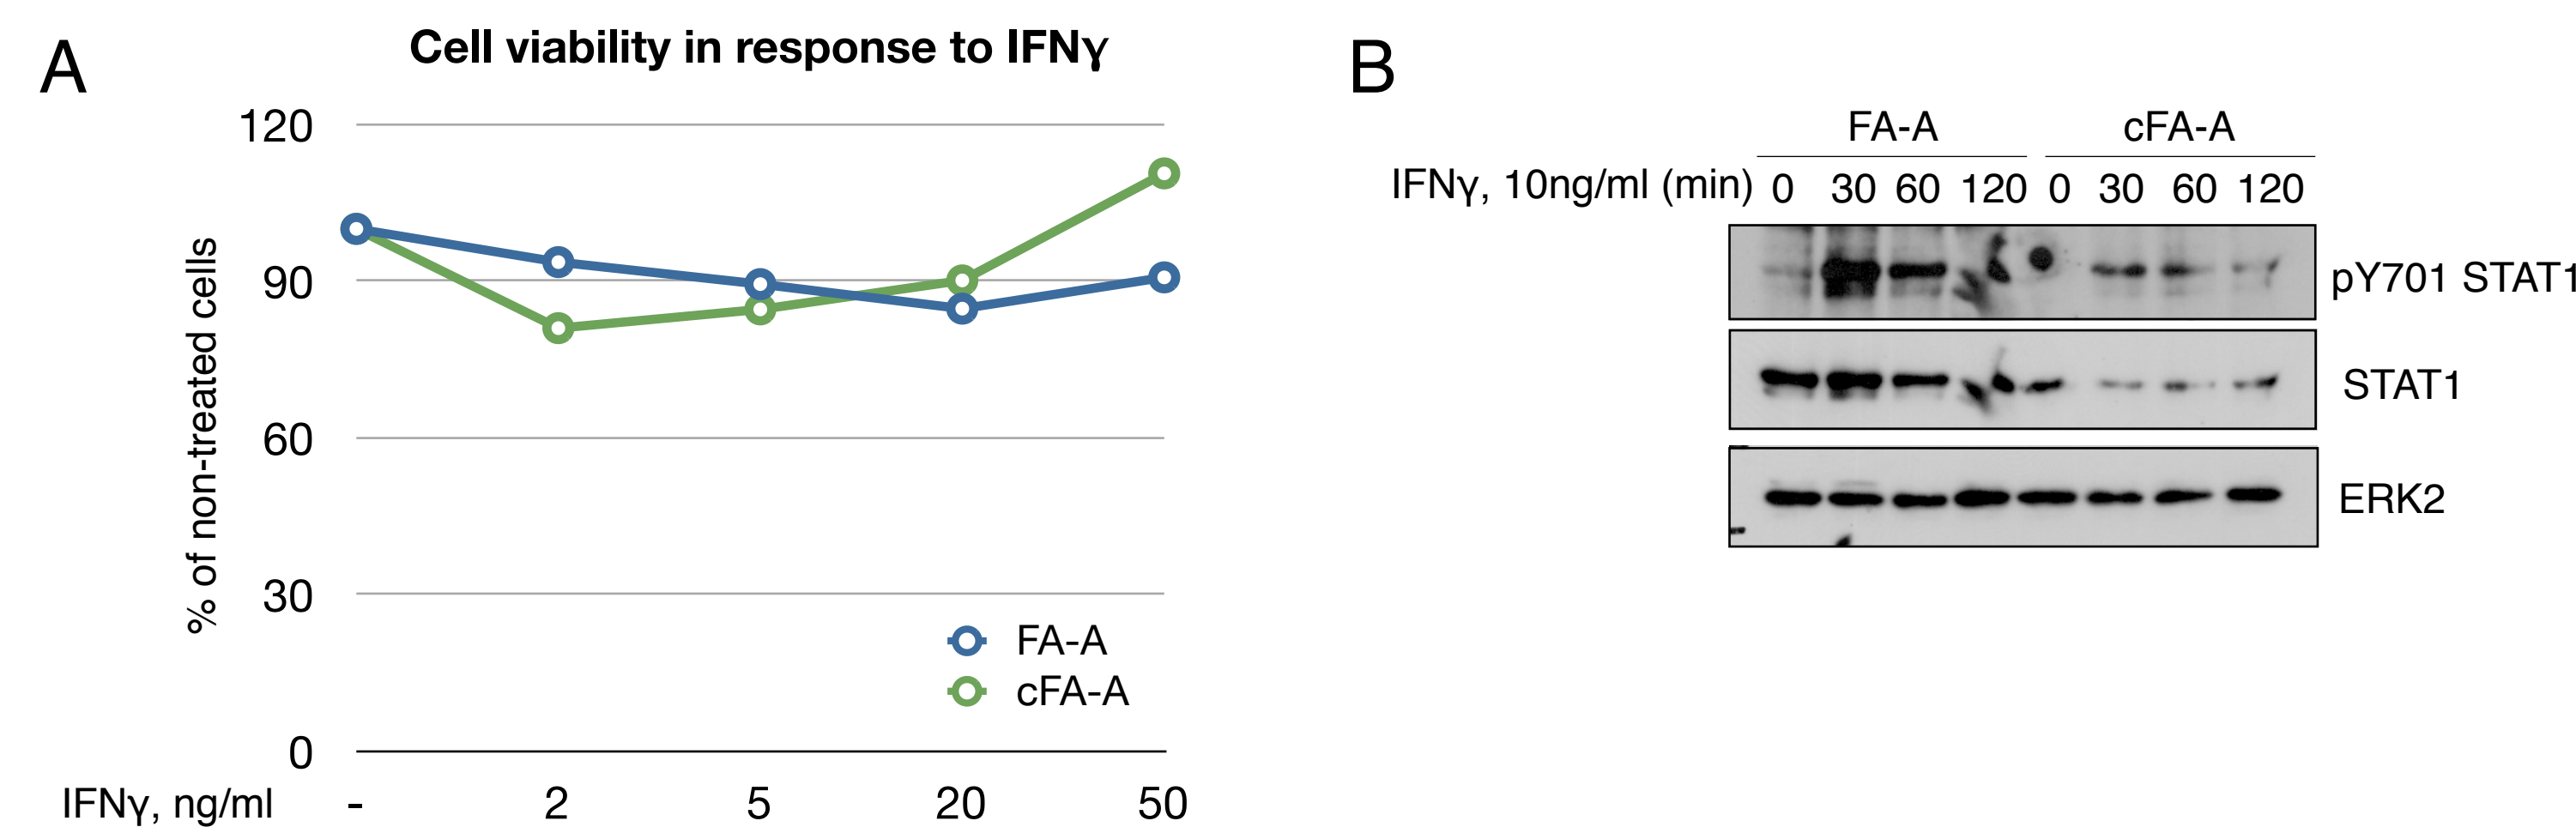 A
Cell viability in response to IFNγ
120
90
60
30
0
% of non-treated cells
FA-A
cFA-A
IFNγ, ng/ml - 2 5 20 50
B
FA-A cFA-A
IFNγ, 10ng/ml (min) 0 30 60 120 0 30 60 120
pY701 STAT1
STAT1
ERK2